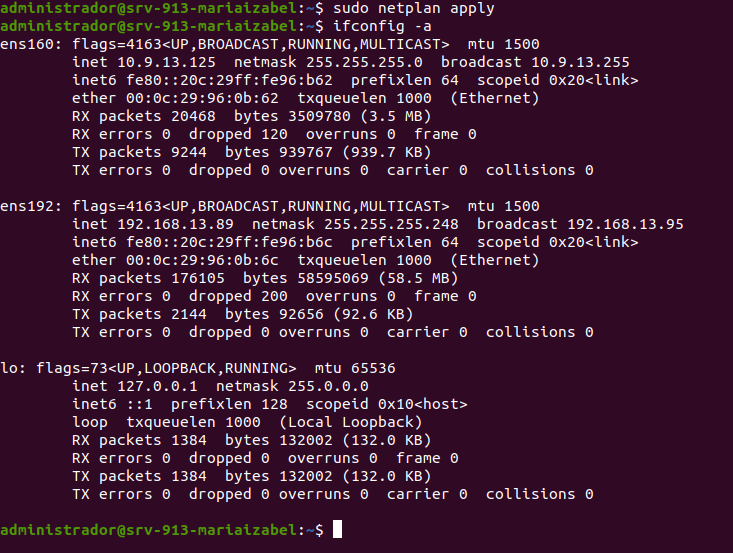 administrador@srv-913-mariaizabel:~$ sudo netplan apply
administrador@srv-913-mariaizabel:~$ ifconfig -a
ens160: flags=4163<UP,BROADCAST,RUNNING,MULTICAST>  mtu 1500
        inet 10.9.13.125  netmask 255.255.255.0  broadcast 10.9.13.255
        inet6 fe80::20c:29ff:fe96:b62  prefixlen 64  scopeid 0x20<link>
        ether 00:0c:29:96:0b:62  txqueuelen 1000  (Ethernet)
        RX packets 20468  bytes 3509780 (3.5 MB)
        RX errors 0  dropped 120  overruns 0  frame 0
        TX packets 9244  bytes 939767 (939.7 KB)
        TX errors 0  dropped 0 overruns 0  carrier 0  collisions 0

ens192: flags=4163<UP,BROADCAST,RUNNING,MULTICAST>  mtu 1500
        inet 192.168.13.89  netmask 255.255.255.248  broadcast 192.168.13.95
        inet6 fe80::20c:29ff:fe96:b6c  prefixlen 64  scopeid 0x20<link>
        ether 00:0c:29:96:0b:6c  txqueuelen 1000  (Ethernet)
        RX packets 176105  bytes 58595069 (58.5 MB)
        RX errors 0  dropped 200  overruns 0  frame 0
        TX packets 2144  bytes 92656 (92.6 KB)
        TX errors 0  dropped 0 overruns 0  carrier 0  collisions 0

lo: flags=73<UP,LOOPBACK,RUNNING>  mtu 65536
        inet 127.0.0.1  netmask 255.0.0.0
        inet6 ::1  prefixlen 128  scopeid 0x10<host>
        loop  txqueuelen 1000  (Local Loopback)
        RX packets 1384  bytes 132002 (132.0 KB)
        RX errors 0  dropped 0  overruns 0  frame 0
        TX packets 1384  bytes 132002 (132.0 KB)
        TX errors 0  dropped 0 overruns 0  carrier 0  collisions 0

administrador@srv-913-mariaizabel:~$